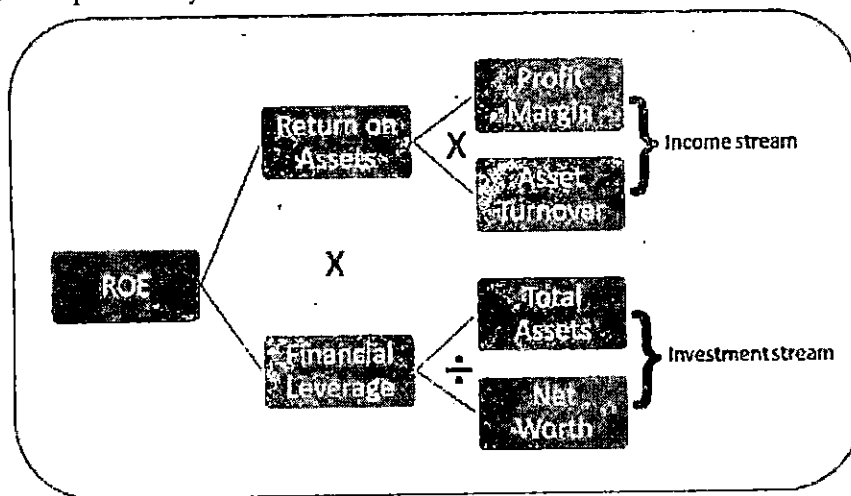 Profit
Margin
Return on
Assets
X
Income stream
Asset
Turnover
X
ROE
Total
Assets
Financial
Leverage
÷
Investment stream
Net
Worth